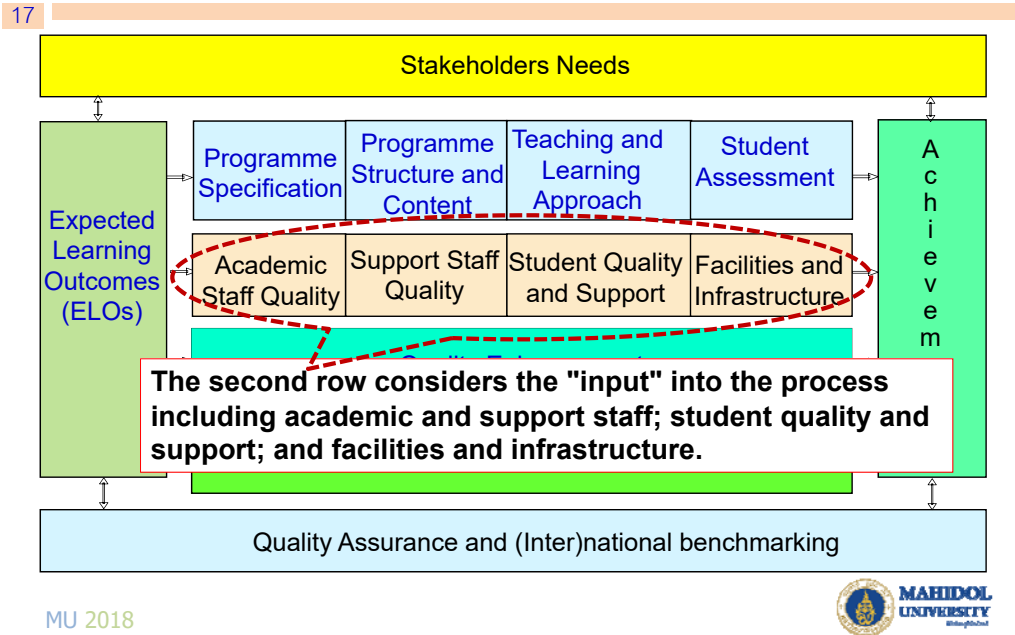 17
Stakeholders Needs
Expected
Learning
Outcomes
(ELOs)
Programme
Specification
Programme
Structure and
Content
Teaching and
Learning
Approach
Student
Assessment
Academic
Staff Quality
Support Staff
Quality
Student Quality
and Support
Facilities and
Infrastructure
A
c
h
i
e
v
e
m
The second row considers the "input" into the process
including academic and support staff; student quality and
support; and facilities and infrastructure.
Quality Assurance and (Inter)national benchmarking
MU 2018
MAHIDOL
UNIVERSITY